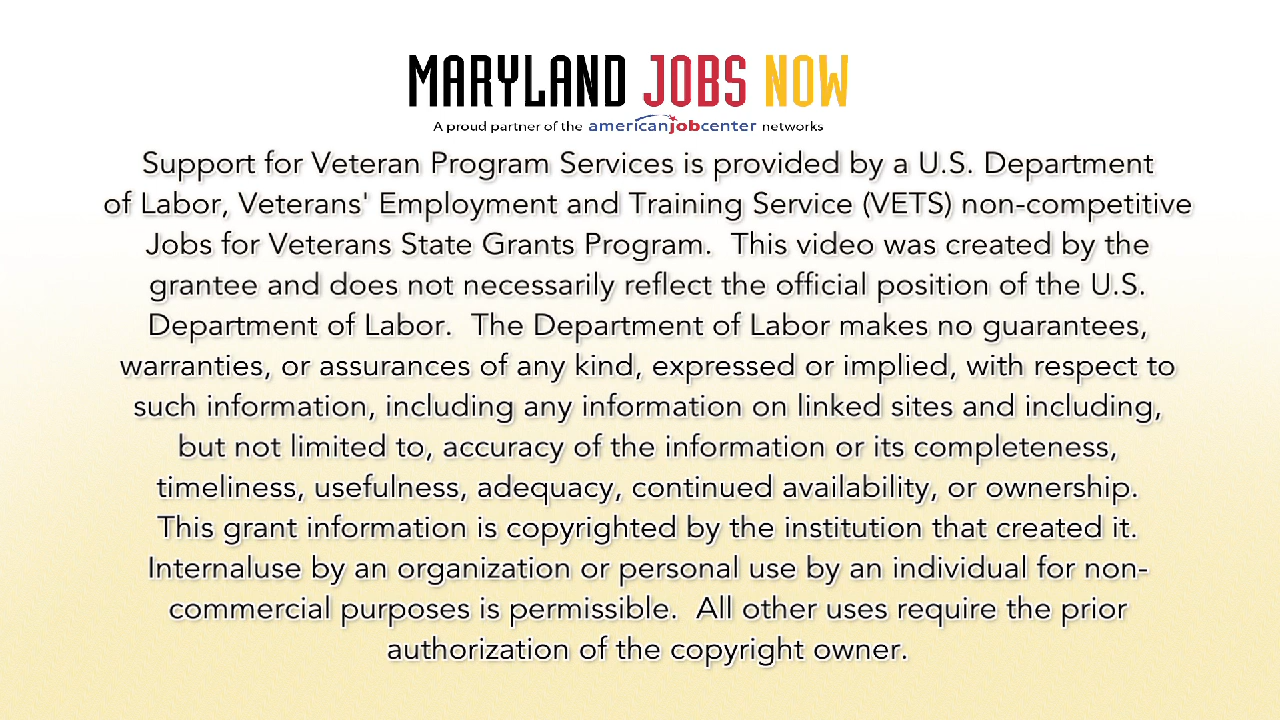 MARYLAND JOBS NOW
A proud partner of the americanjobcenter networks
Support for Veteran Program Services is provided by a U.S. Department
of Labor, Veterans' Employment and Training Service (VETS) non-competitive
Jobs for Veterans State Grants Program.  This video was created by the
grantee and does not necessarily reflect the official position of the U.S.
Department of Labor.  The Department of Labor makes no guarantees,
warranties, or assurances of any kind, expressed or implied, with respect to
such information, including any information on linked sites and including,
but not limited to, accuracy of the information or its completeness,
timeliness, usefulness, adequacy, continued availability, or ownership.
This grant information is copyrighted by the institution that created it.
Internaluse by an organization or personal use by an individual for non-
commercial purposes is permissible.  All other uses require the prior
authorization of the copyright owner.